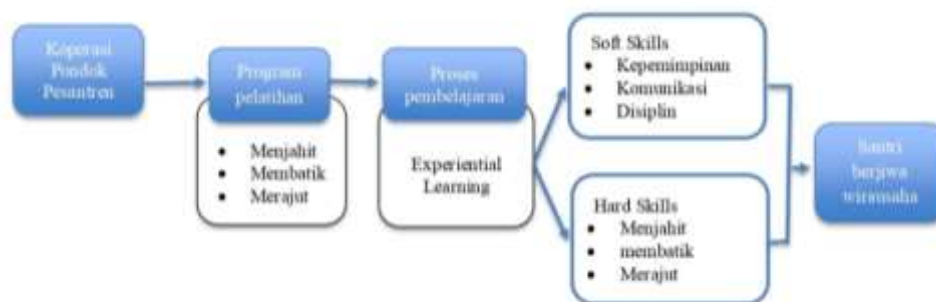 Koperasi
Pondok
Pesantren
Program
pelatihan
• Menjahit
• Membatik
• Merajut
Proses
pembelajaran
Experiential
Learning
Soft Skills
• Kepemimpinan
• Komunikasi
• Disiplin
Hard Skills
• Menjahit
• membatik
• Merajut
Santri
berjiwa
wirausaha